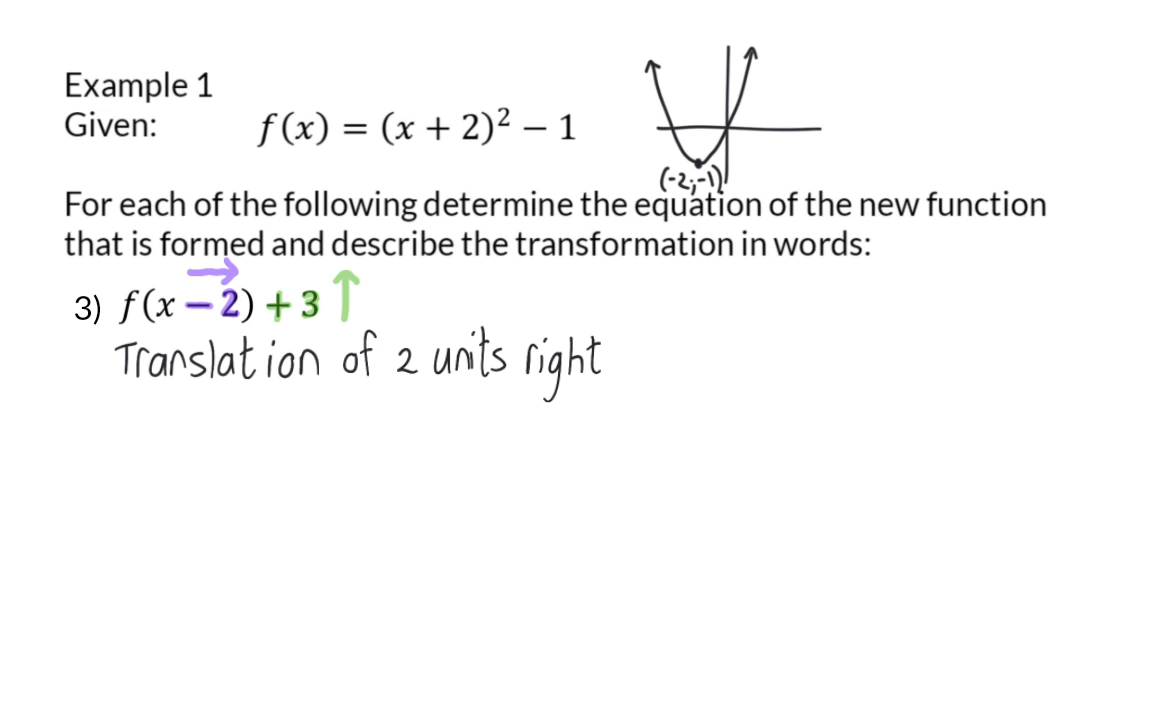 Example 1
Given: f(x) = (x + 2)² − 1
(-2;-1)
For each of the following determine the equation of the new function
that is formed and describe the transformation in words:
3) f(x − 2) + 3
Translation of 2 units right